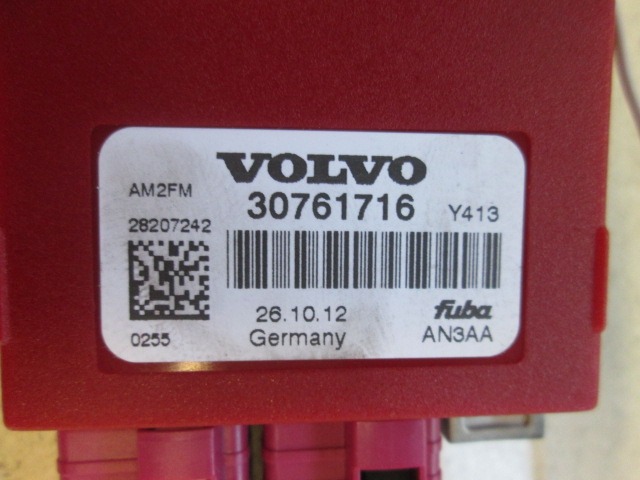 VOLVO
AM2FM 30761716 Y413
28207242
26.10.12 fuba
0255 Germany AN3AA